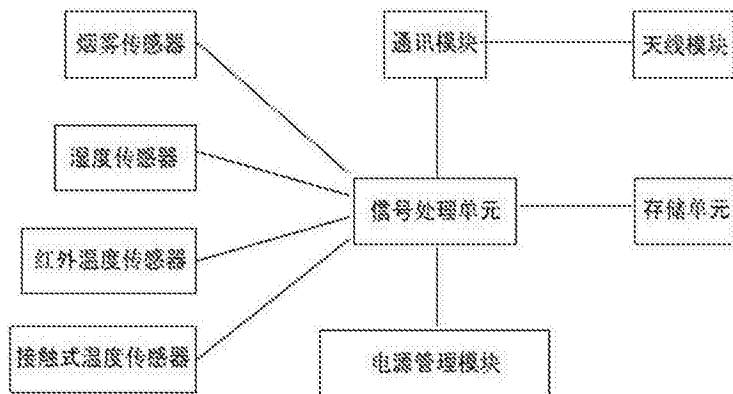 烟雾传感器
通讯模块
天线模块
湿度传感器
信号处理单元
存储单元
红外温度传感器
接触式温度传感器
电源管理模块